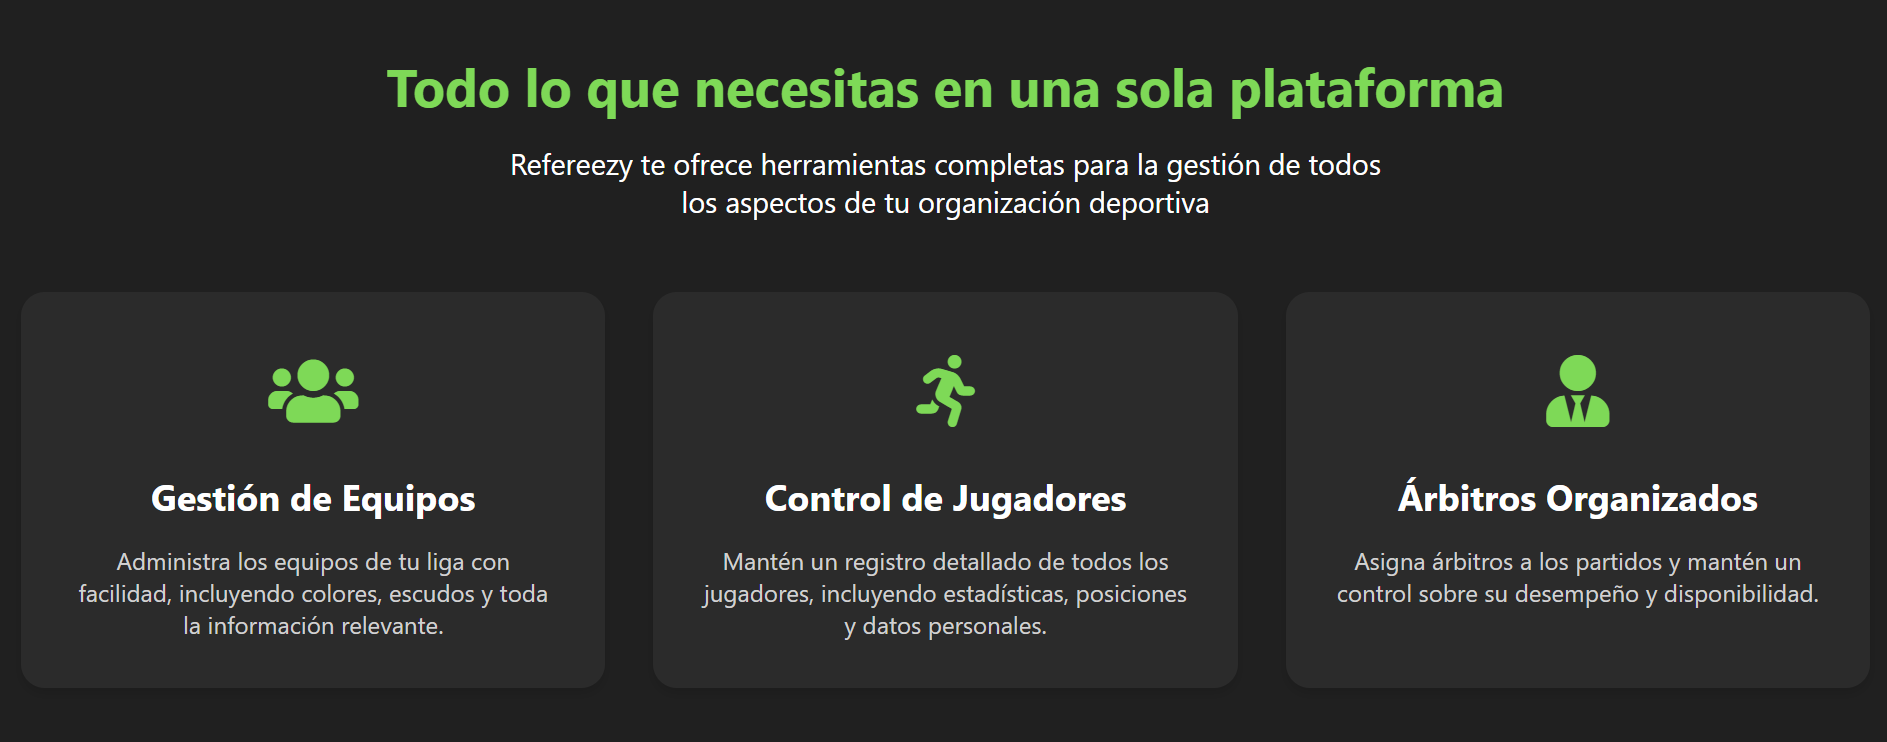 Todo lo que necesitas en una sola plataforma
Refereezy te ofrece herramientas completas para la gestión de todos
los aspectos de tu organización deportiva
Gestión de Equipos
Administra los equipos de tu liga con
facilidad, incluyendo colores, escudos y toda
la información relevante.
Control de Jugadores
Mantén un registro detallado de todos los
jugadores, incluyendo estadísticas, posiciones
y datos personales.
Árbitros Organizados
Asigna árbitros a los partidos y mantén un
control sobre su desempeño y disponibilidad.